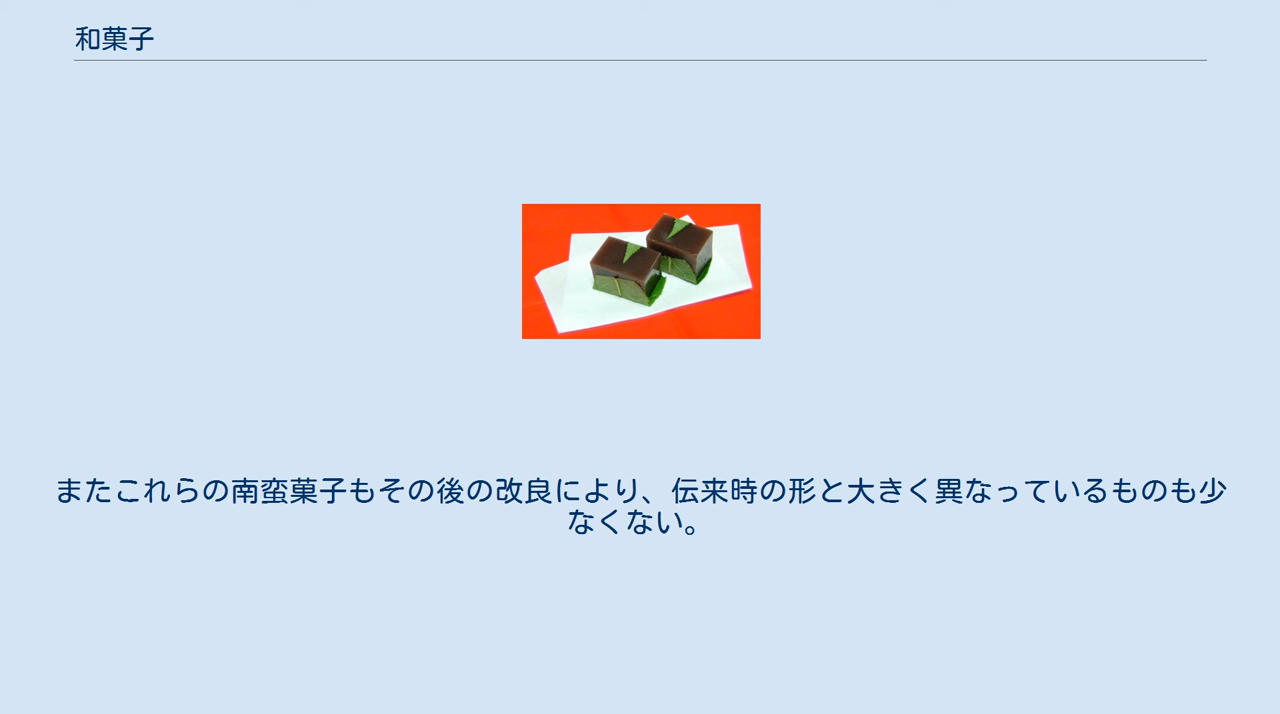 和菓子
またこれらの南蛮菓子もその後の改良により、伝来時の形と大きく異なっているものも少
なくない。